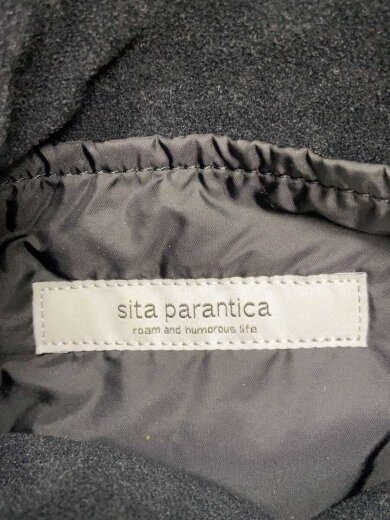 sita parantica
roam and humorous life